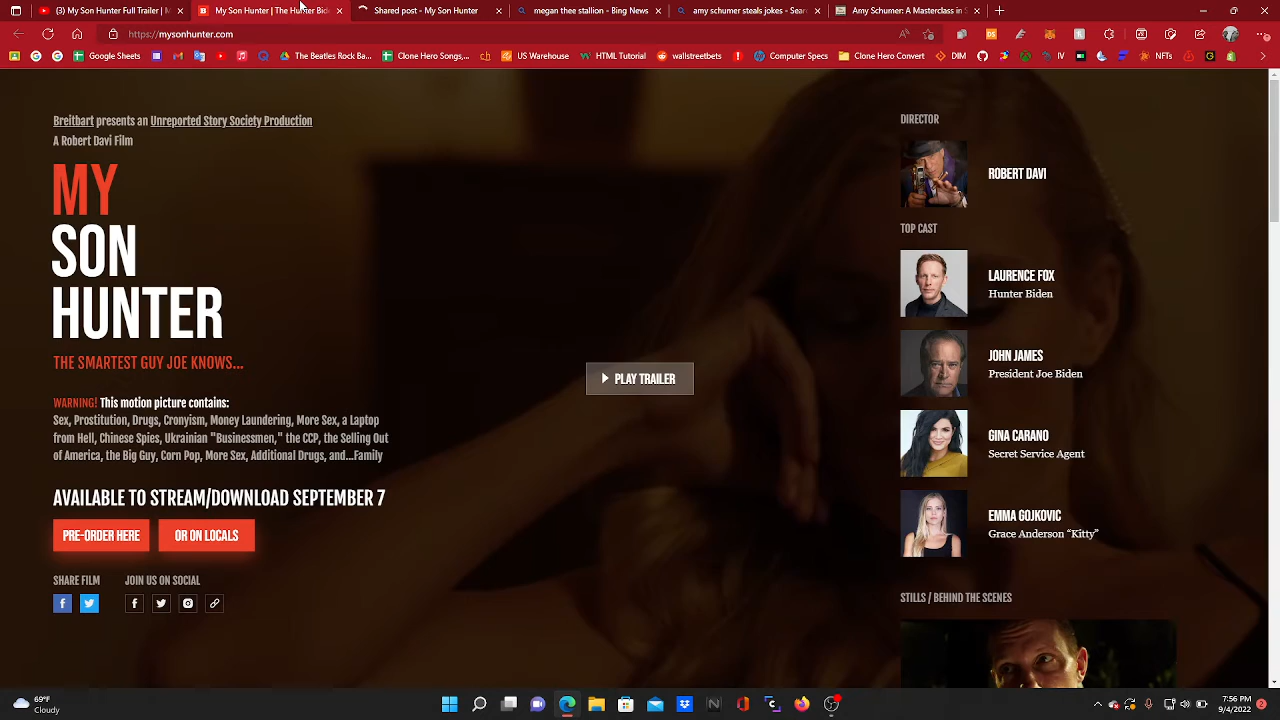 (3) My Son Hunter Full Trailer | M
My Son Hunter | The Hunter Bid
Shared post - My Son Hunter
megan thee stallion - Bing News
amy schumer steals jokes - Sear
Amy Schumer: A Masterclass in S
https://mysonhunter.com
Google Sheets
The Beatles Rock Ba...
Clone Hero Songs,...
US Warehouse
HTML Tutorial
wallstreetbets
Computer Specs
Clone Hero Convert
DIM
IV
NFTs
Breitbart presents an Unreported Story Society Production
A Robert Davi Film
MY
SON
HUNTER
THE SMARTEST GUY JOE KNOWS...
WARNING! This motion picture contains:
Sex, Prostitution, Drugs, Cronyism, Money Laundering, More Sex, a Laptop
from Hell, Chinese Spies, Ukrainian "Businessmen," the CCP, the Selling Out
of America, the Big Guy, Corn Pop, More Sex, Additional Drugs, and...Family
AVAILABLE TO STREAM/DOWNLOAD SEPTEMBER 7
PRE-ORDER HERE
OR ON LOCALS
SHARE FILM
JOIN US ON SOCIAL
PLAY TRAILER
DIRECTOR
ROBERT DAVI
TOP CAST
LAURENCE FOX
Hunter Biden
JOHN JAMES
President Joe Biden
GINA CARANO
Secret Service Agent
EMMA GOJKOVIC
Grace Anderson “Kitty”
STILLS / BEHIND THE SCENES
69°F
Cloudy
7:56 PM
9/4/2022